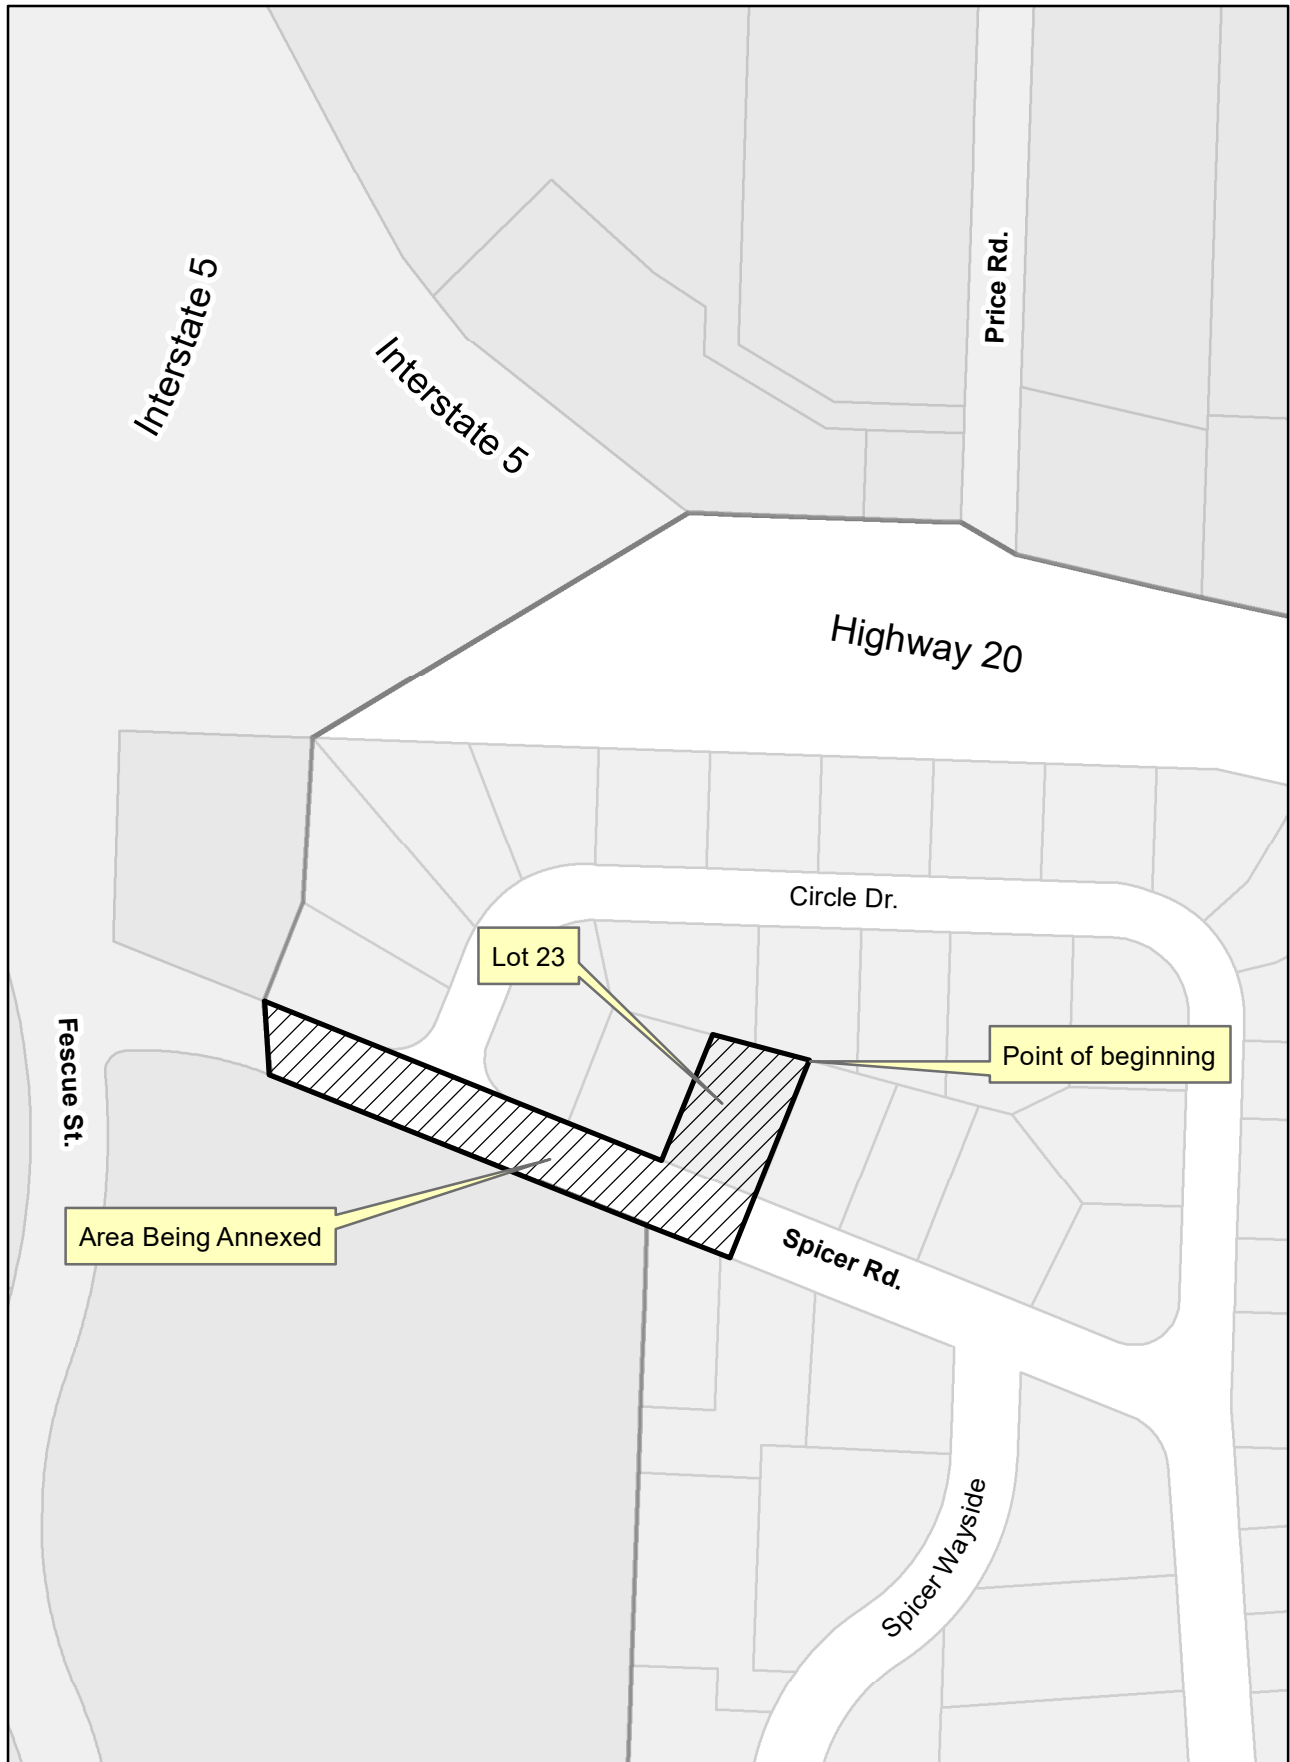 Price Rd.
Interstate 5
Interstate 5
Highway 20
Circle Dr.
Lot 23
Point of beginning
Fescue St.
Area Being Annexed
Spicer Rd.
Spicer Wayside